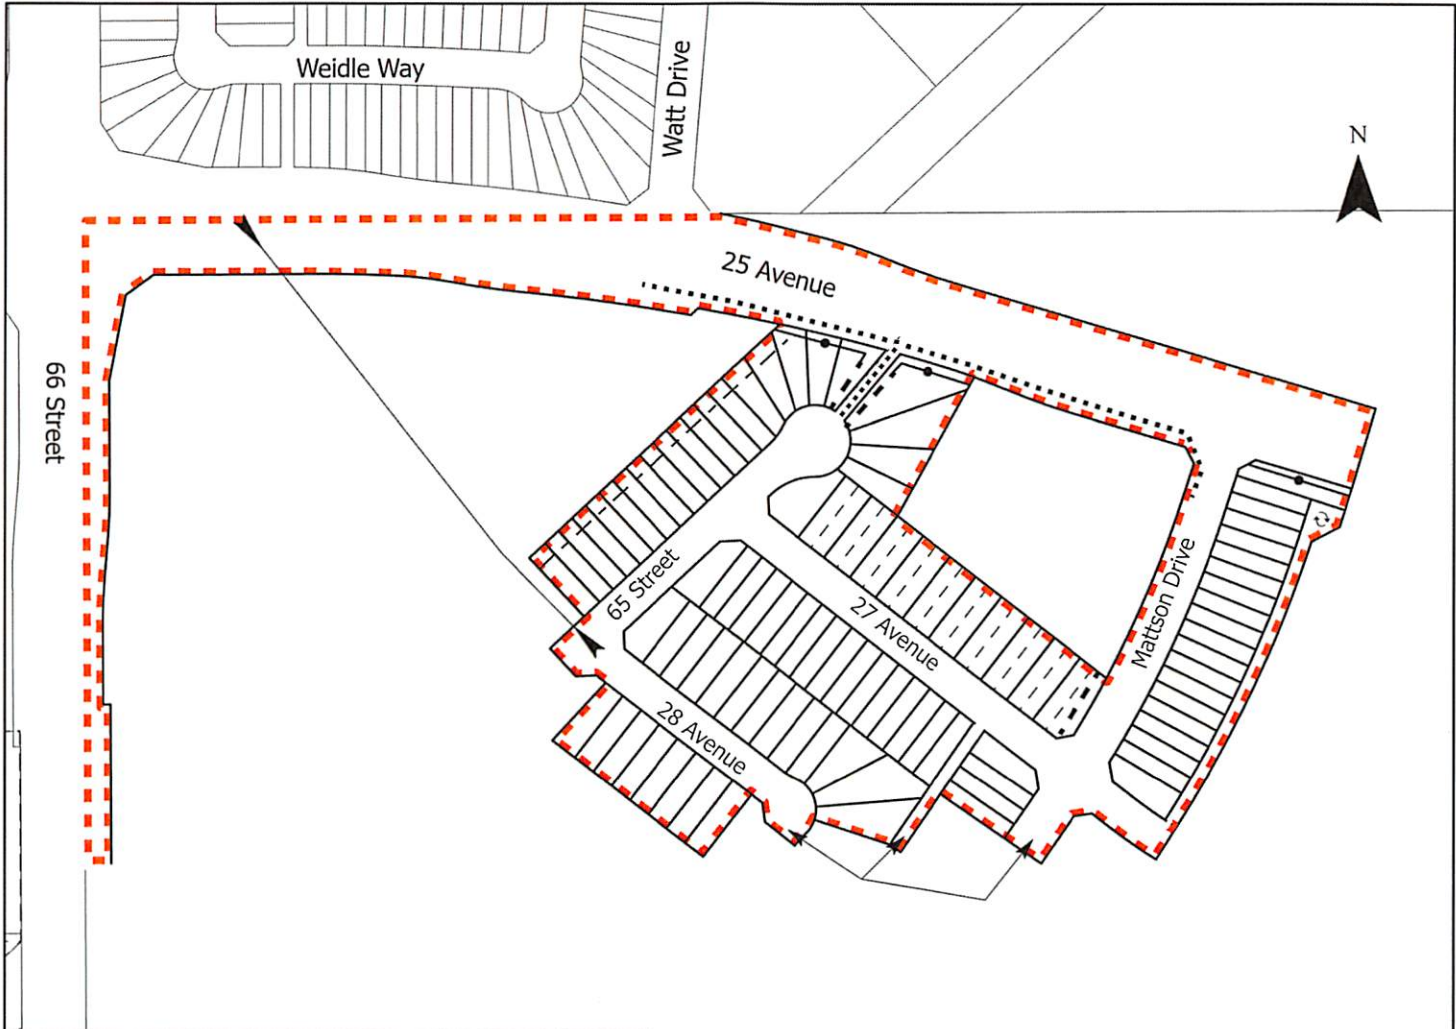 Weidle Way
Watt Drive
N
25 Avenue
66 Street
65 Street
27 Avenue
Mattson Drive
28 Avenue